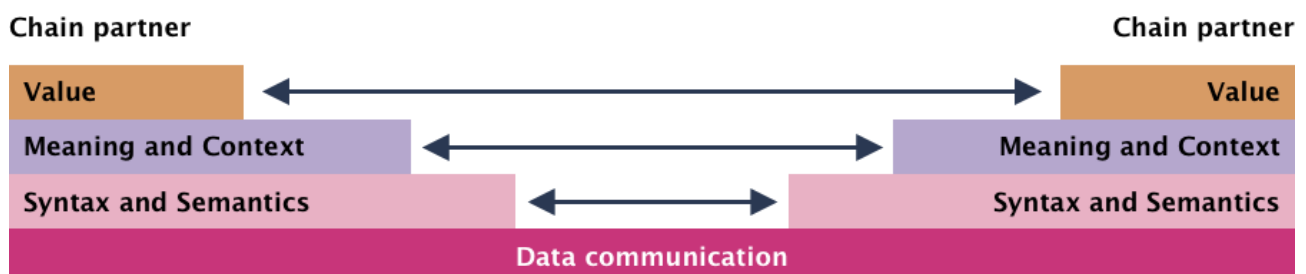 Chain partner Chain partner
Value Value
Meaning and Context Meaning and Context
Syntax and Semantics Syntax and Semantics
Data communication